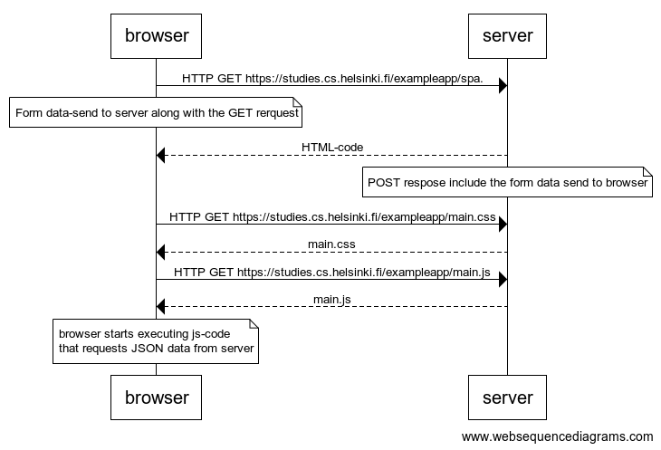 browser
server
HTTP GET https://studies.cs.helsinki.fi/exampleapp/spa.
Form data-send to server along with the GET rerquest
HTML-code
POST respose include the form data send to browser
HTTP GET https://studies.cs.helsinki.fi/exampleapp/main.css
main.css
HTTP GET https://studies.cs.helsinki.fi/exampleapp/main.js
main.js
browser starts executing js-code
that requests JSON data from server
browser
server
www.websequencediagrams.com